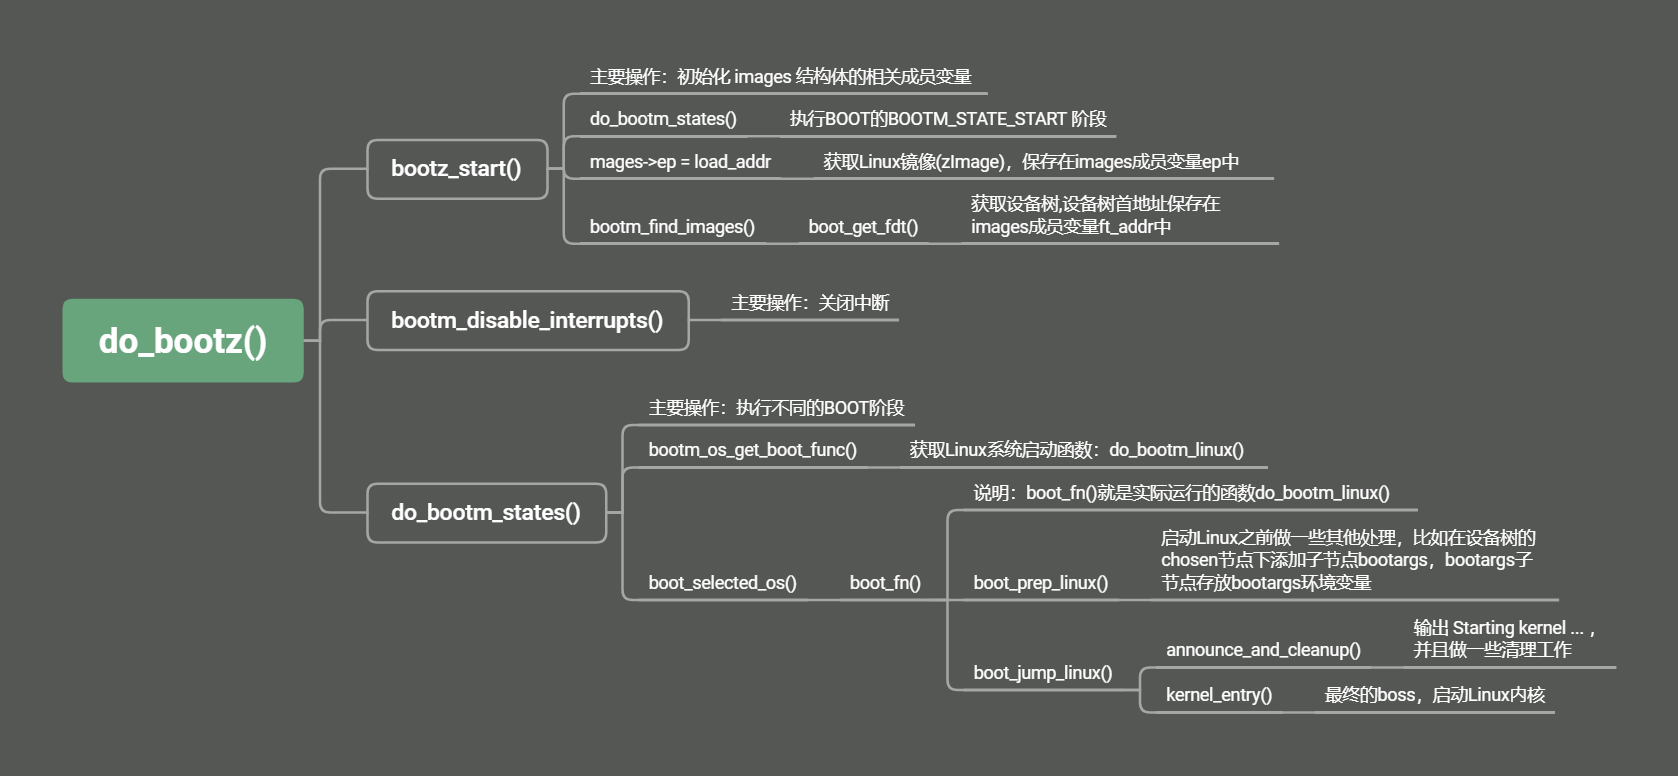 do_bootz()
bootz_start()
主要操作：初始化 images 结构体的相关成员变量
do_bootm_states()
执行BOOT的BOOTM_STATE_START 阶段
mages->ep = load_addr
获取Linux镜像(zImage)，保存在images成员变量ep中
bootm_find_images()
boot_get_fdt()
获取设备树,设备树首地址保存在
images成员变量ft_addr中
bootm_disable_interrupts()
主要操作：关闭中断
do_bootm_states()
主要操作：执行不同的BOOT阶段
bootm_os_get_boot_func()
获取Linux系统启动函数：do_bootm_linux()
boot_selected_os()
boot_fn()
说明：boot_fn()就是实际运行的函数do_bootm_linux()
boot_prep_linux()
启动Linux之前做一些其他处理，比如在设备树的
chosen节点下添加子节点bootargs，bootargs子
节点存放bootargs环境变量
boot_jump_linux()
announce_and_cleanup()
输出 Starting kernel ... ，
并且做一些清理工作
kernel_entry()
最终的boss，启动Linux内核